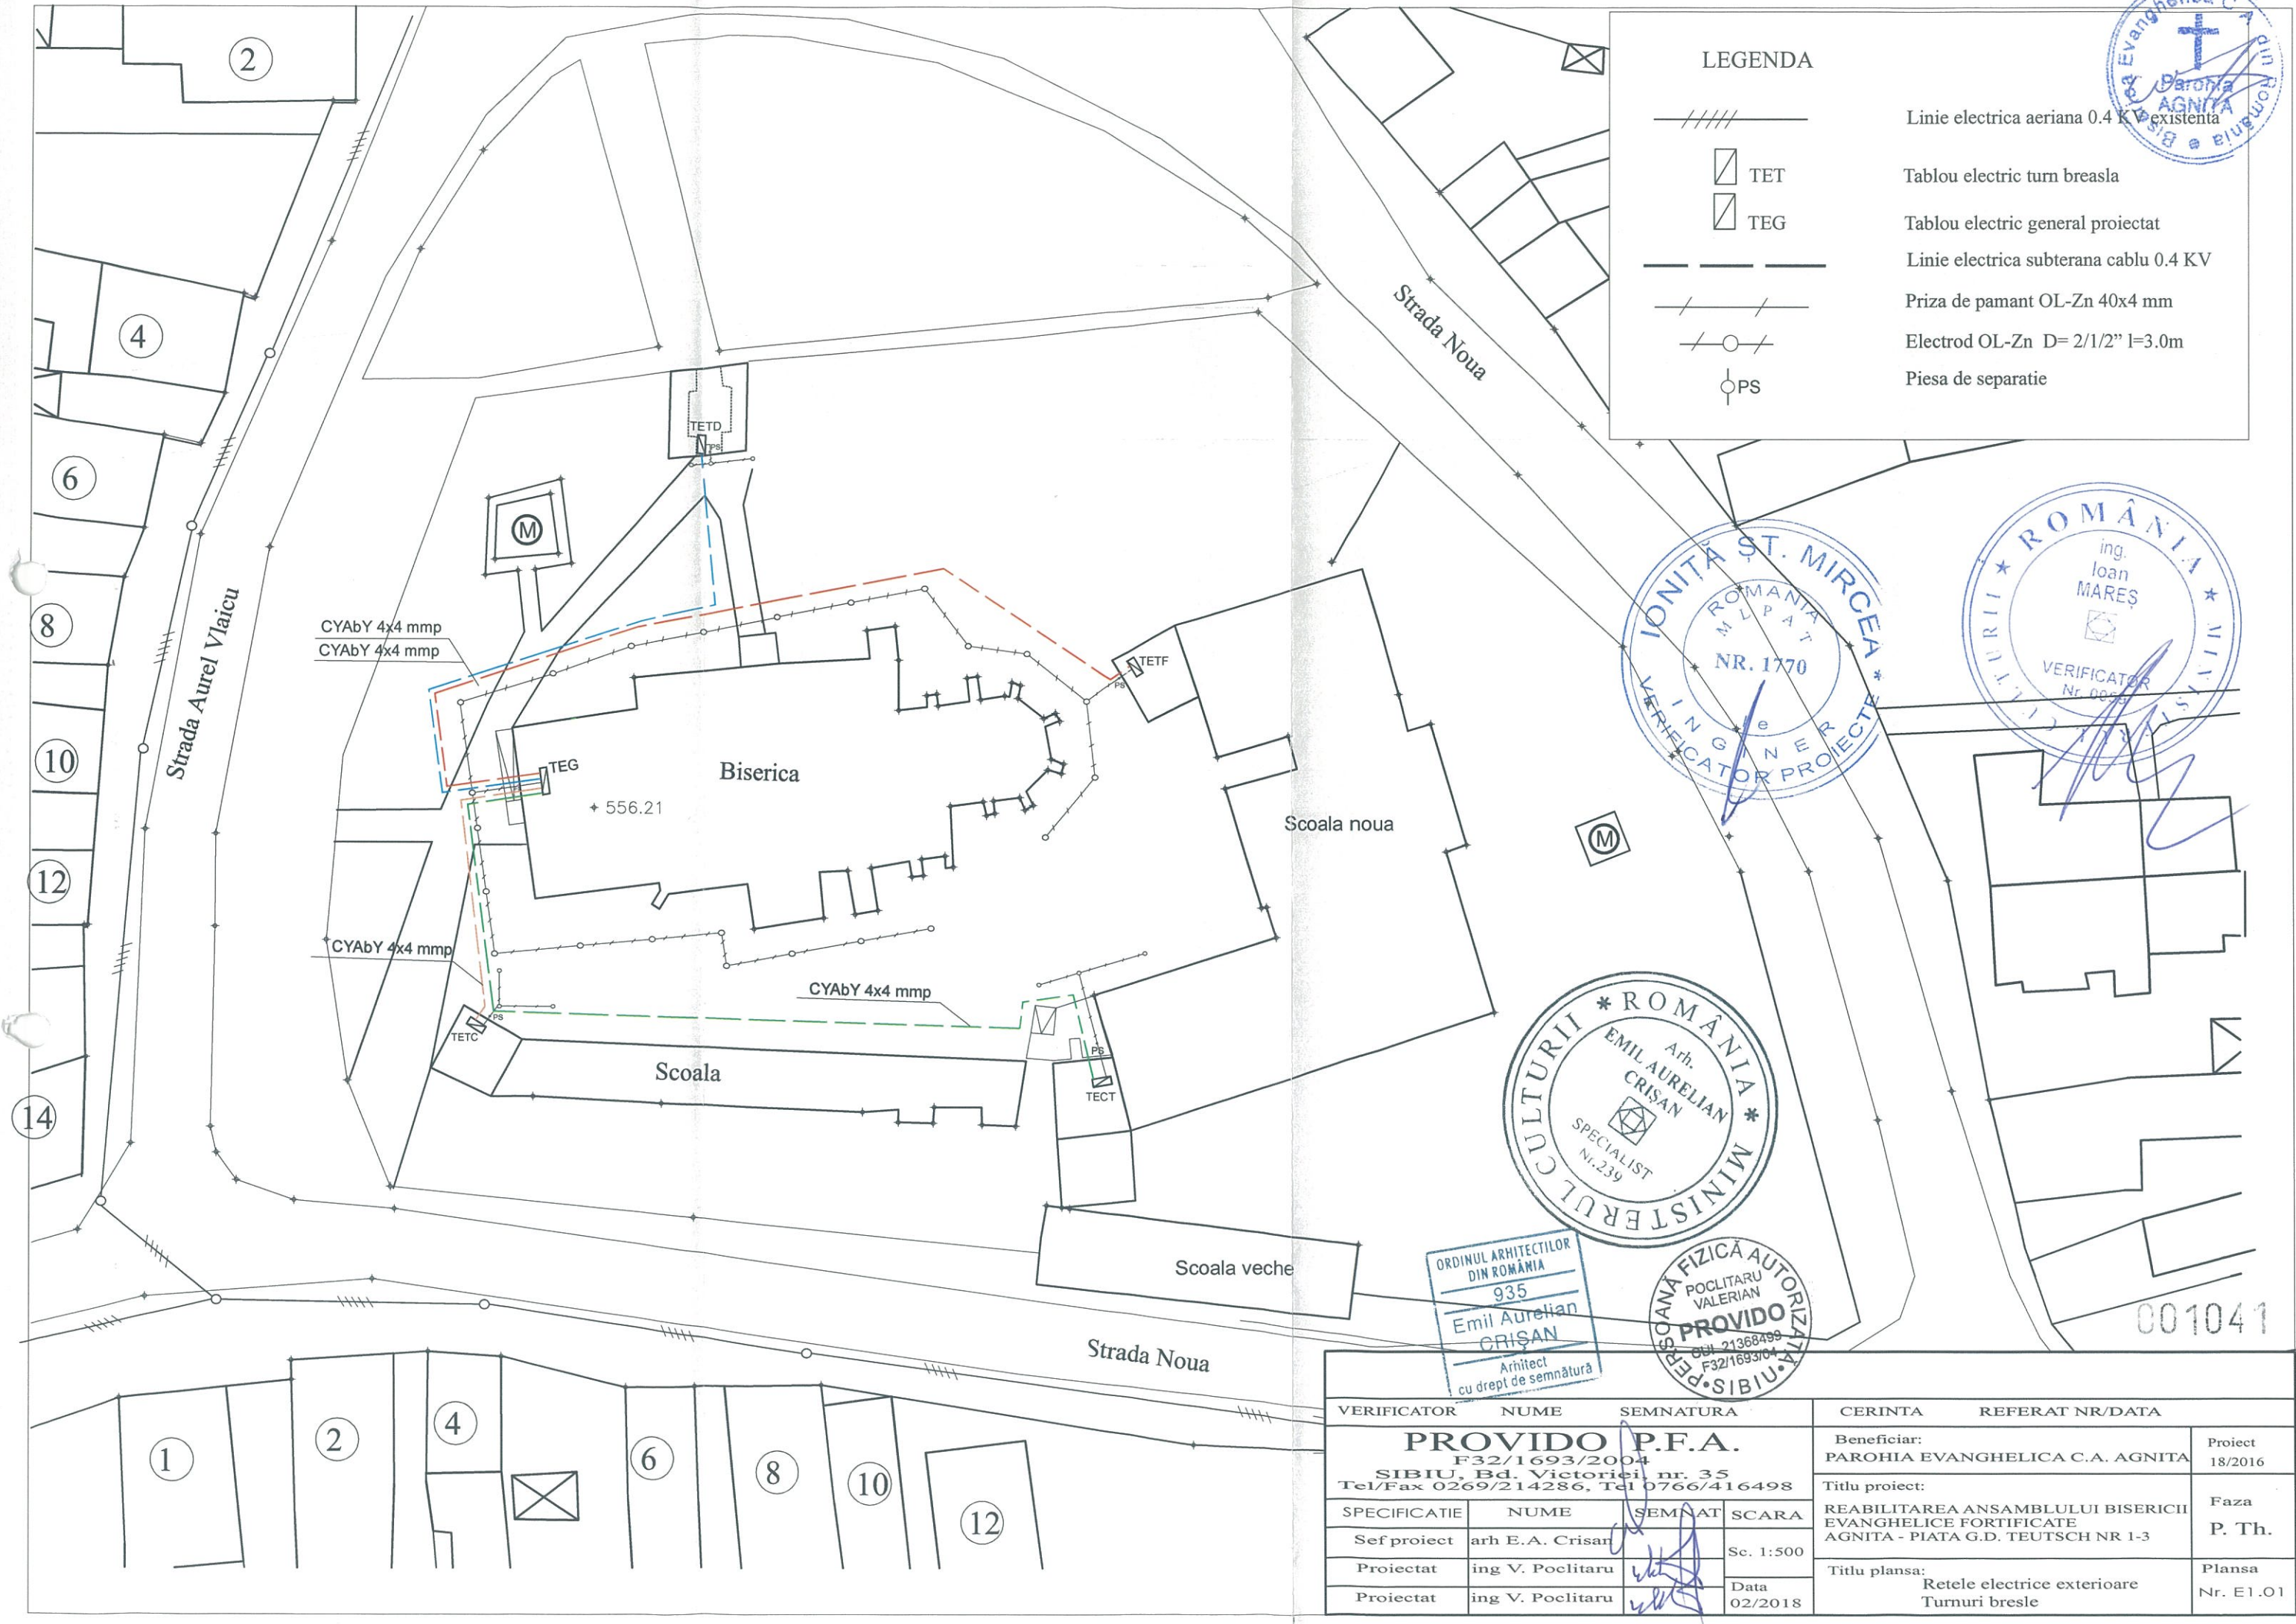 LEGENDA
Linie electrica aeriana 0.4 KV existenta
TET Tablou electric turn breasla
TEG Tablou electric general proiectat
Linie electrica subterana cablu 0.4 KV
Priza de pamant OL-Zn 40x4 mm
Electrod OL-Zn D= 2/1/2” l=3.0m
PS Piesa de separatie
Biserica Evanghelica C.A. din România
Parohia
AGNITA
2
4
6
8
10
12
14
Strada Aurel Vlaicu
Strada Noua
TETD
PS
M
CYAbY 4x4 mmp
CYAbY 4x4 mmp
TETF
PS
TEG
Biserica
556.21
Scoala noua
M
CYAbY 4x4 mmp
CYAbY 4x4 mmp
PS
TETC
Scoala
PS
TECT
Scoala veche
Strada Noua
1
2
4
6
8
10
12
IONIȚĂ ȘT. MIRCEA
VERIFICATOR PROIECTE
ROMANIA
M L P A T
NR. 1770
Ie
INGINER
ROMÂNIA
MINISTERUL CULTURII
ing.
Ioan
MAREȘ
VERIFICATOR
ROMÂNIA
MINISTERUL CULTURII
Arh.
EMIL AURELIAN
CRIȘAN
SPECIALIST
Nr.239
ORDINUL ARHITECTILOR
DIN ROMÂNIA
935
Emil Aurelian
CRIȘAN
Arhitect
cu drept de semnătură
PERSOANĂ FIZICĂ AUTORIZATĂ
SIBIU
POCLITARU
VALERIAN
PROVIDO
CUI 21368499
F32/1693/04
001041
VERIFICATOR NUME SEMNATURA CERINTA REFERAT NR/DATA
PROVIDO P.F.A.
F32/1693/2004
SIBIU, Bd. Victoriei, nr. 35
Tel/Fax 0269/214286, Tel 0766/416498
Beneficiar:
PAROHIA EVANGHELICA C.A. AGNITA
Proiect
18/2016
SPECIFICATIE NUME SEMNAT SCARA
Sef proiect arh E.A. Crisan
Sc. 1:500
Proiectat ing V. Poclitaru
Proiectat ing V. Poclitaru
Data
02/2018
Titlu proiect:
REABILITAREA ANSAMBLULUI BISERICII
EVANGHELICE FORTIFICATE
AGNITA - PIATA G.D. TEUTSCH NR 1-3
Faza
P. Th.
Titlu plansa:
Retele electrice exterioare
Turnuri bresle
Plansa
Nr. E1.01